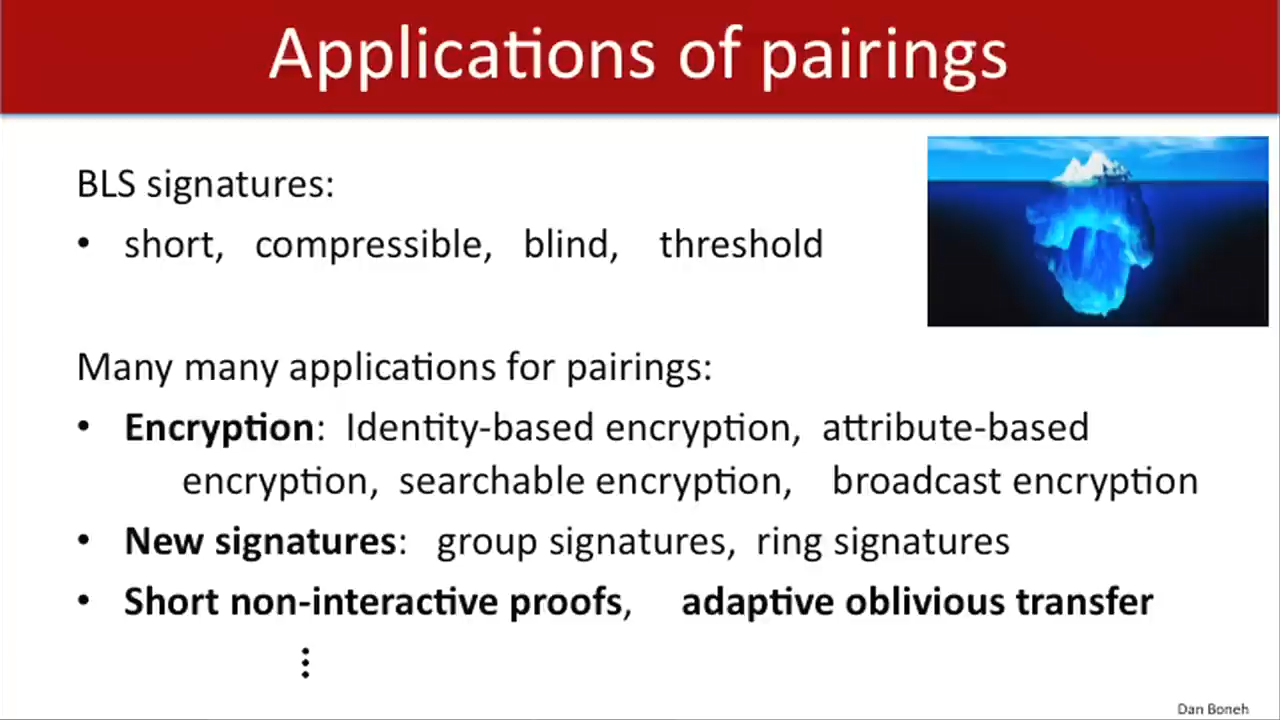 Applications of pairings
BLS signatures:
• short, compressible, blind, threshold
Many many applications for pairings:
• Encryption: Identity-based encryption, attribute-based
encryption, searchable encryption, broadcast encryption
• New signatures: group signatures, ring signatures
• Short non-interactive proofs, adaptive oblivious transfer
⋮
Dan Boneh